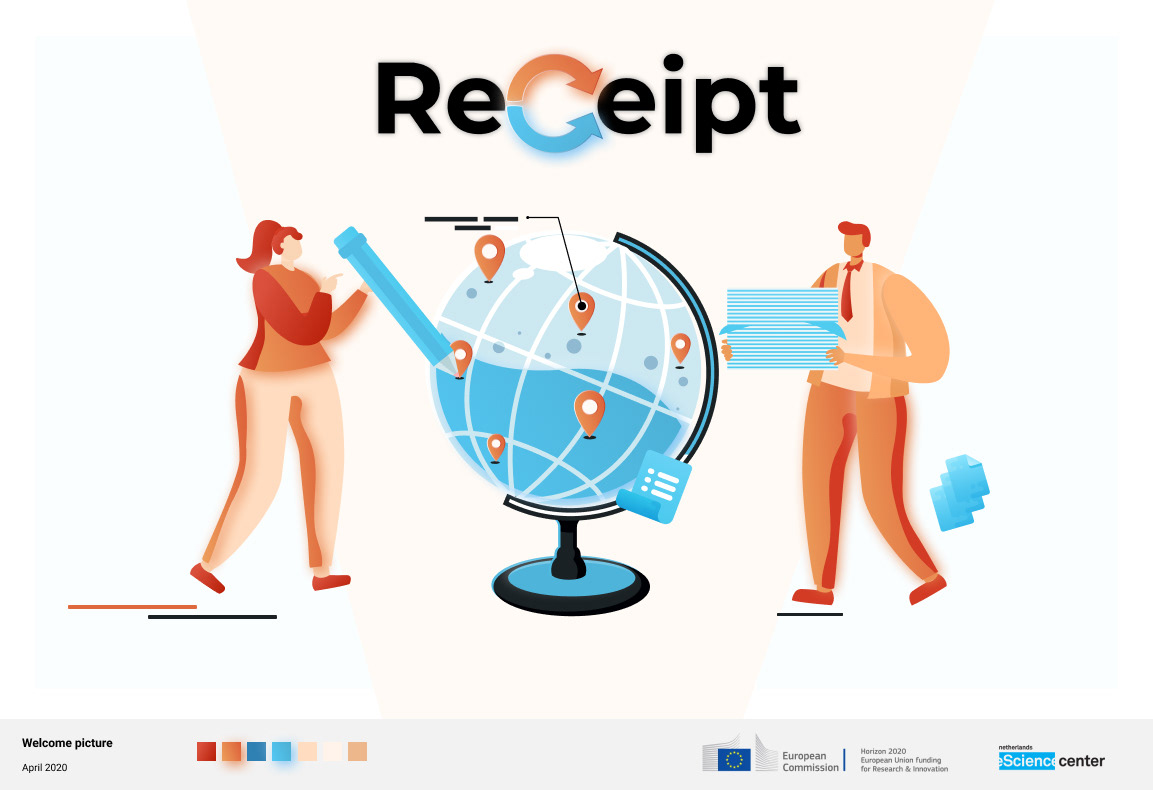 ReCeipt
Welcome picture
April 2020
European
Commission
Horizon 2020
European Union funding
for Research & Innovation
netherlands
eScience center